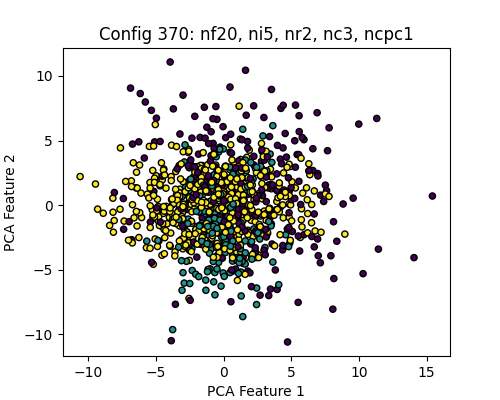 Config 370: nf20, ni5, nr2, nc3, ncpc1
10
5
0
−5
−10
PCA Feature 2
−10 −5 0 5 10 15
PCA Feature 1